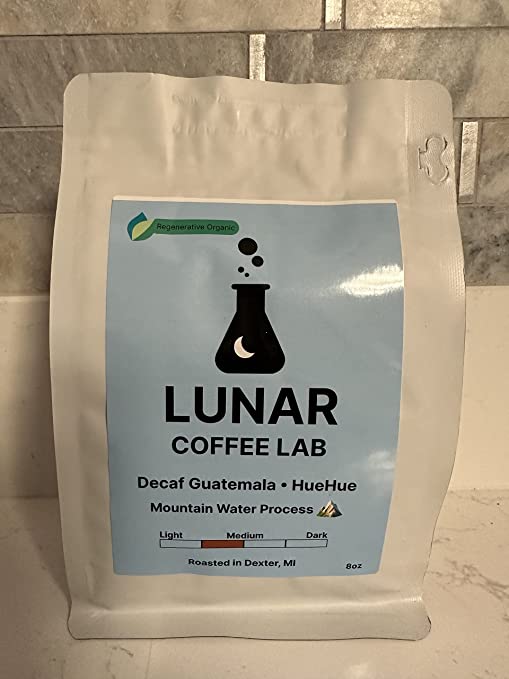 Regenerative Organic
LUNAR
COFFEE LAB
Decaf Guatemala • HueHue
Mountain Water Process
Light Medium Dark
Roasted in Dexter, MI
8oz